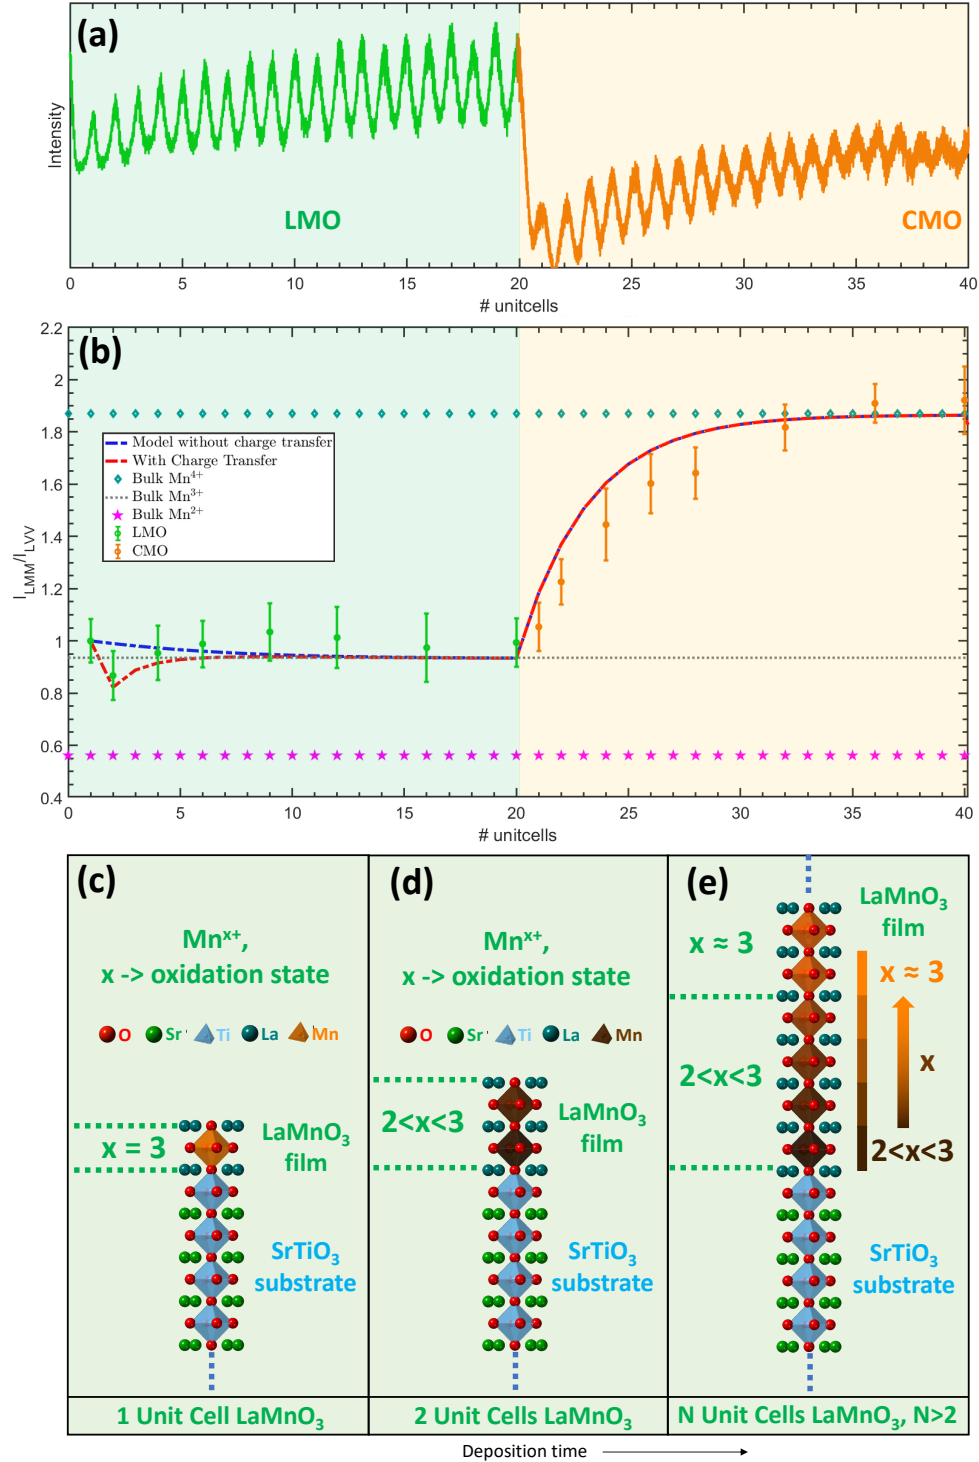 (a)
Intensity
LMO
CMO
0 5 10 15 20 25 30 35 40
# unitcells
(b)
2.2
2
1.8
1.6
1.4
1.2
1
0.8
0.6
0.4
I_LMM/I_LVV
Model without charge transfer
With Charge Transfer
Bulk Mn⁴⁺
Bulk Mn³⁺
Bulk Mn²⁺
LMO
CMO
0 5 10 15 20 25 30 35 40
# unitcells
(c)
Mnˣ⁺,
x -> oxidation state
O Sr Ti La Mn
x = 3
LaMnO₃
film
SrTiO₃
substrate
1 Unit Cell LaMnO₃
(d)
Mnˣ⁺,
x -> oxidation state
O Sr Ti La Mn
2<x<3
LaMnO₃
film
SrTiO₃
substrate
2 Unit Cells LaMnO₃
(e)
LaMnO₃
film
x ≈ 3
x ≈ 3
2<x<3
x
2<x<3
SrTiO₃
substrate
N Unit Cells LaMnO₃, N>2
Deposition time